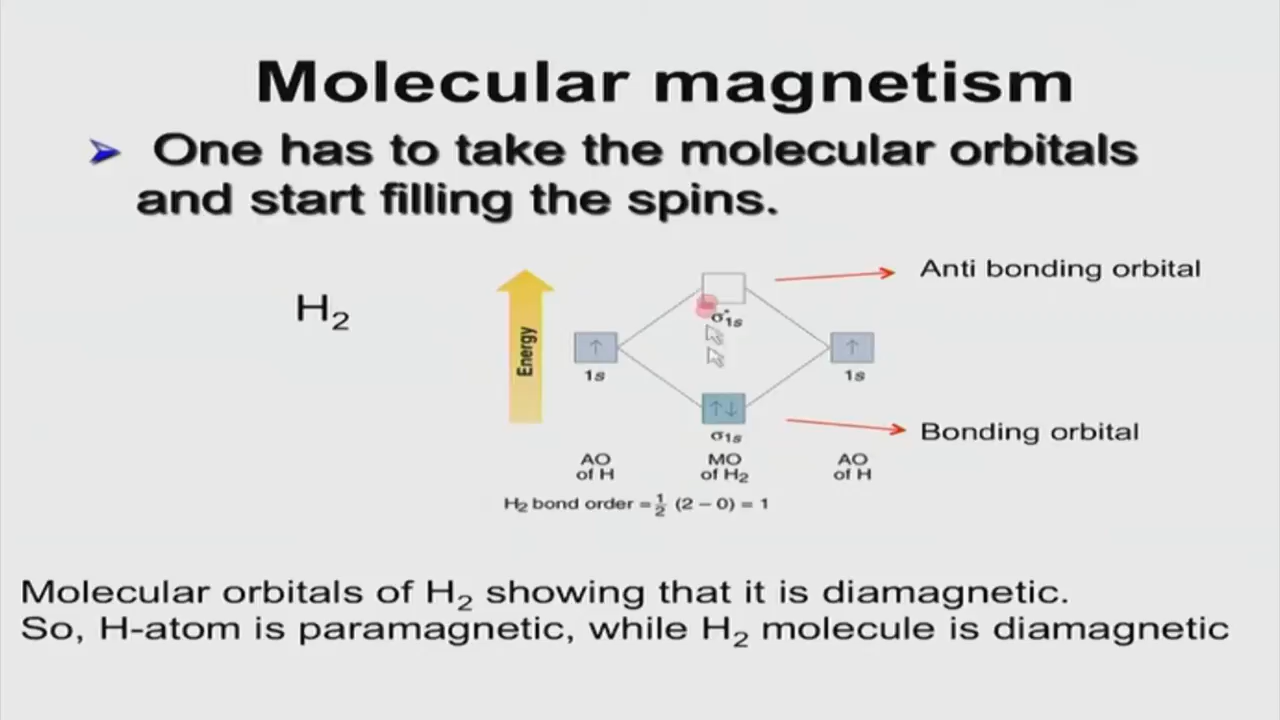 Molecular magnetism
One has to take the molecular orbitals
and start filling the spins.
H₂
Energy
Anti bonding orbital
σ*1s
1s
1s
σ1s
Bonding orbital
AO
of H
MO
of H₂
AO
of H
H₂ bond order = ½ (2 – 0) = 1
Molecular orbitals of H₂ showing that it is diamagnetic.
So, H-atom is paramagnetic, while H₂ molecule is diamagnetic